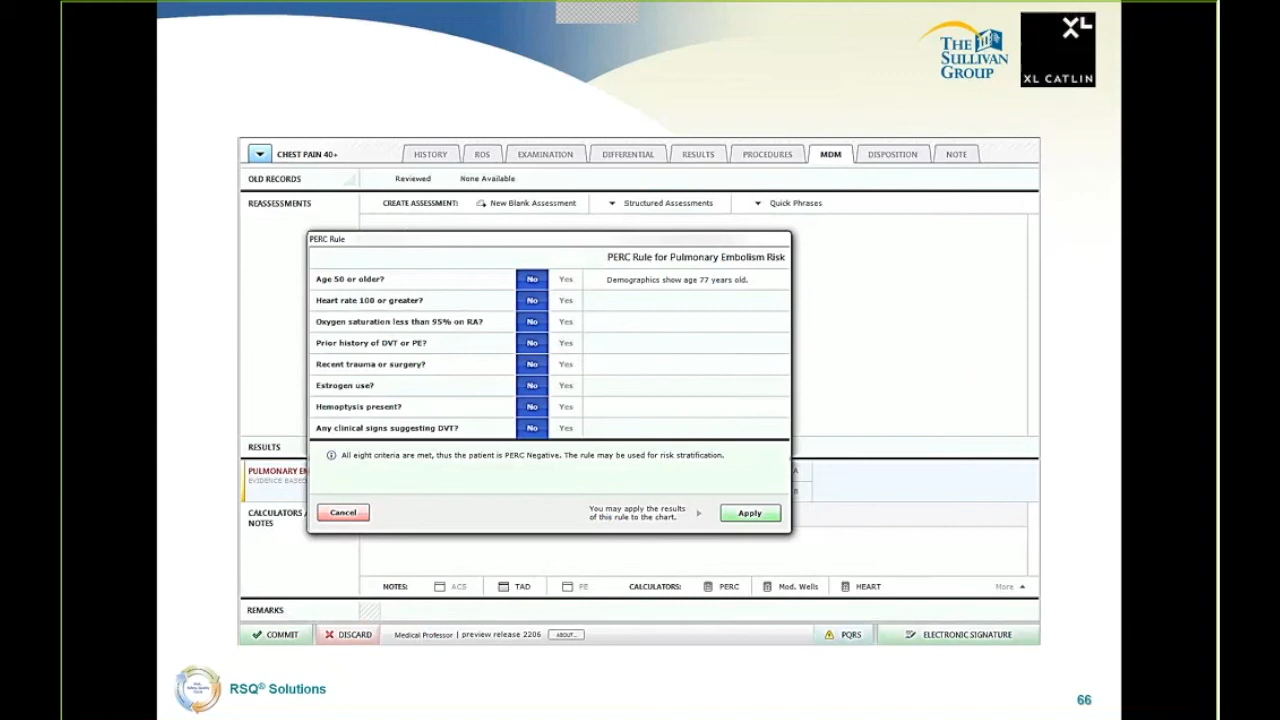 THE
SULLIVAN
GROUP
XL
XL CATLIN
CHEST PAIN 40+ HISTORY ROS EXAMINATION DIFFERENTIAL RESULTS PROCEDURES MDM DISPOSITION NOTE
OLD RECORDS Reviewed None Available
REASSESSMENTS CREATE ASSESSMENT: New Blank Assessment Structured Assessments Quick Phrases
PERC Rule
PERC Rule for Pulmonary Embolism Risk
Age 50 or older? No Yes Demographics show age 77 years old.
Heart rate 100 or greater? No Yes
Oxygen saturation less than 95% on RA? No Yes
Prior history of DVT or PE? No Yes
Recent trauma or surgery? No Yes
Estrogen use? No Yes
Hemoptysis present? No Yes
Any clinical signs suggesting DVT? No Yes
All eight criteria are met, thus the patient is PERC Negative. The rule may be used for risk stratification.
Cancel
You may apply the results
of this rule to the chart.
Apply
RESULTS
PULMONARY EM
EVIDENCE BASE
A
B
CALCULATORS
NOTES
NOTES: ACS TAD PE CALCULATORS: PERC Mod. Wells HEART More
REMARKS
COMMIT DISCARD Medical Professor | preview release 2206 ABOUT... PQRS ELECTRONIC SIGNATURE
RSQ® Solutions
66